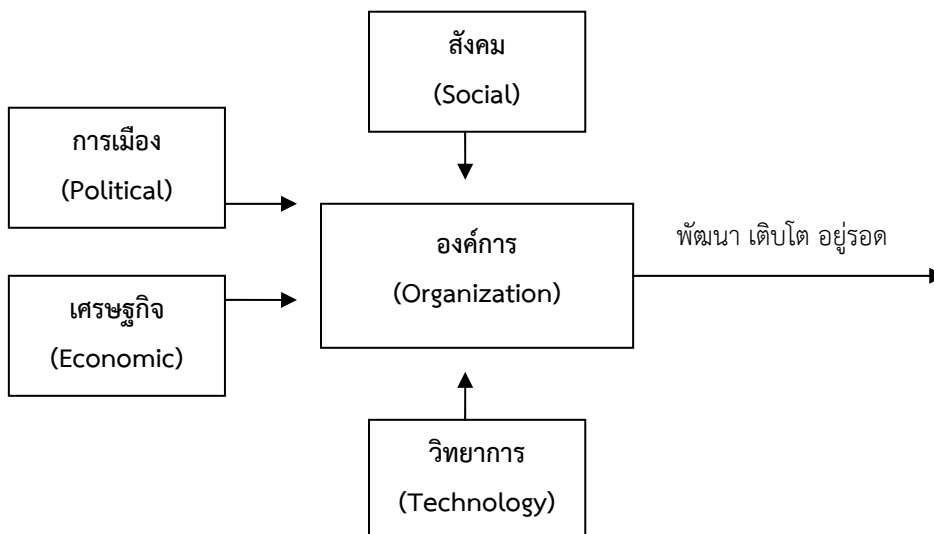 สังคม
(Social)
การเมือง
(Political)
องค์การ
(Organization)
พัฒนา เติบโต อยู่รอด
เศรษฐกิจ
(Economic)
วิทยาการ
(Technology)